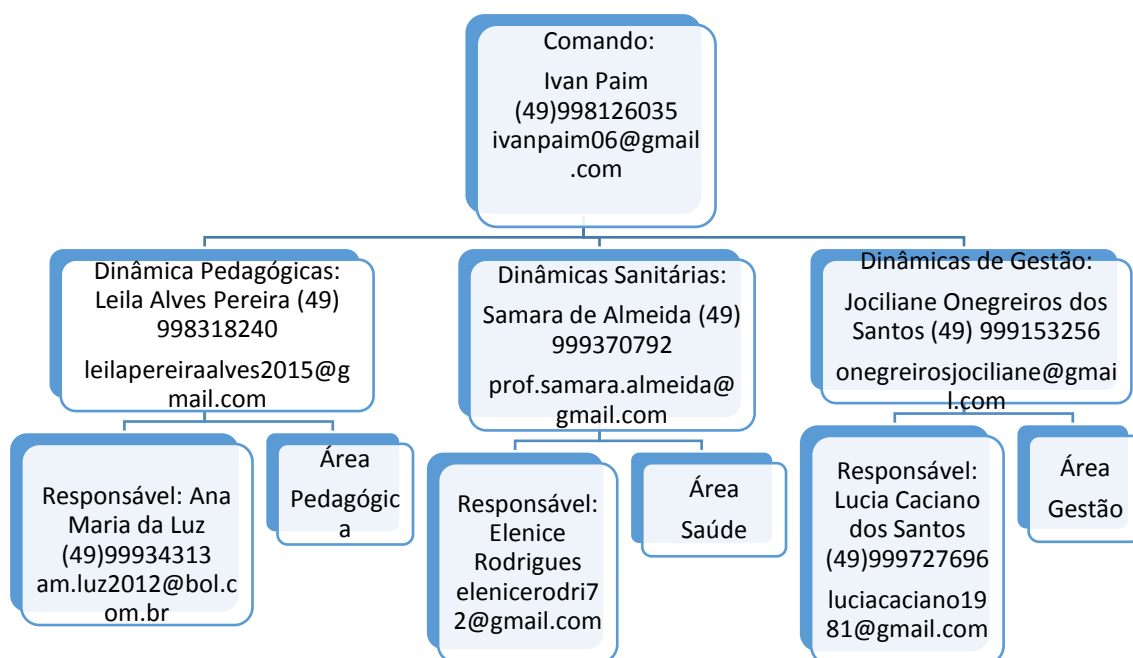 Comando:
Ivan Paim
(49)998126035
ivanpaim06@gmail
.com
Dinâmica Pedagógicas:
Leila Alves Pereira (49)
998318240
leilapereiraalves2015@g
mail.com
Dinâmicas Sanitárias:
Samara de Almeida (49)
999370792
prof.samara.almeida@
gmail.com
Dinâmicas de Gestão:
Jociliane Onegreiros dos
Santos (49) 999153256
onegreirosjociliane@gmai
l.com
Responsável: Ana
Maria da Luz
(49)99934313
am.luz2012@bol.c
om.br
Área
Pedagógic
a
Responsável:
Elenice
Rodrigues
elenicerodri7
2@gmail.com
Área
Saúde
Responsável:
Lucia Caciano
dos Santos
(49)999727696
luciacaciano19
81@gmail.com
Área
Gestão